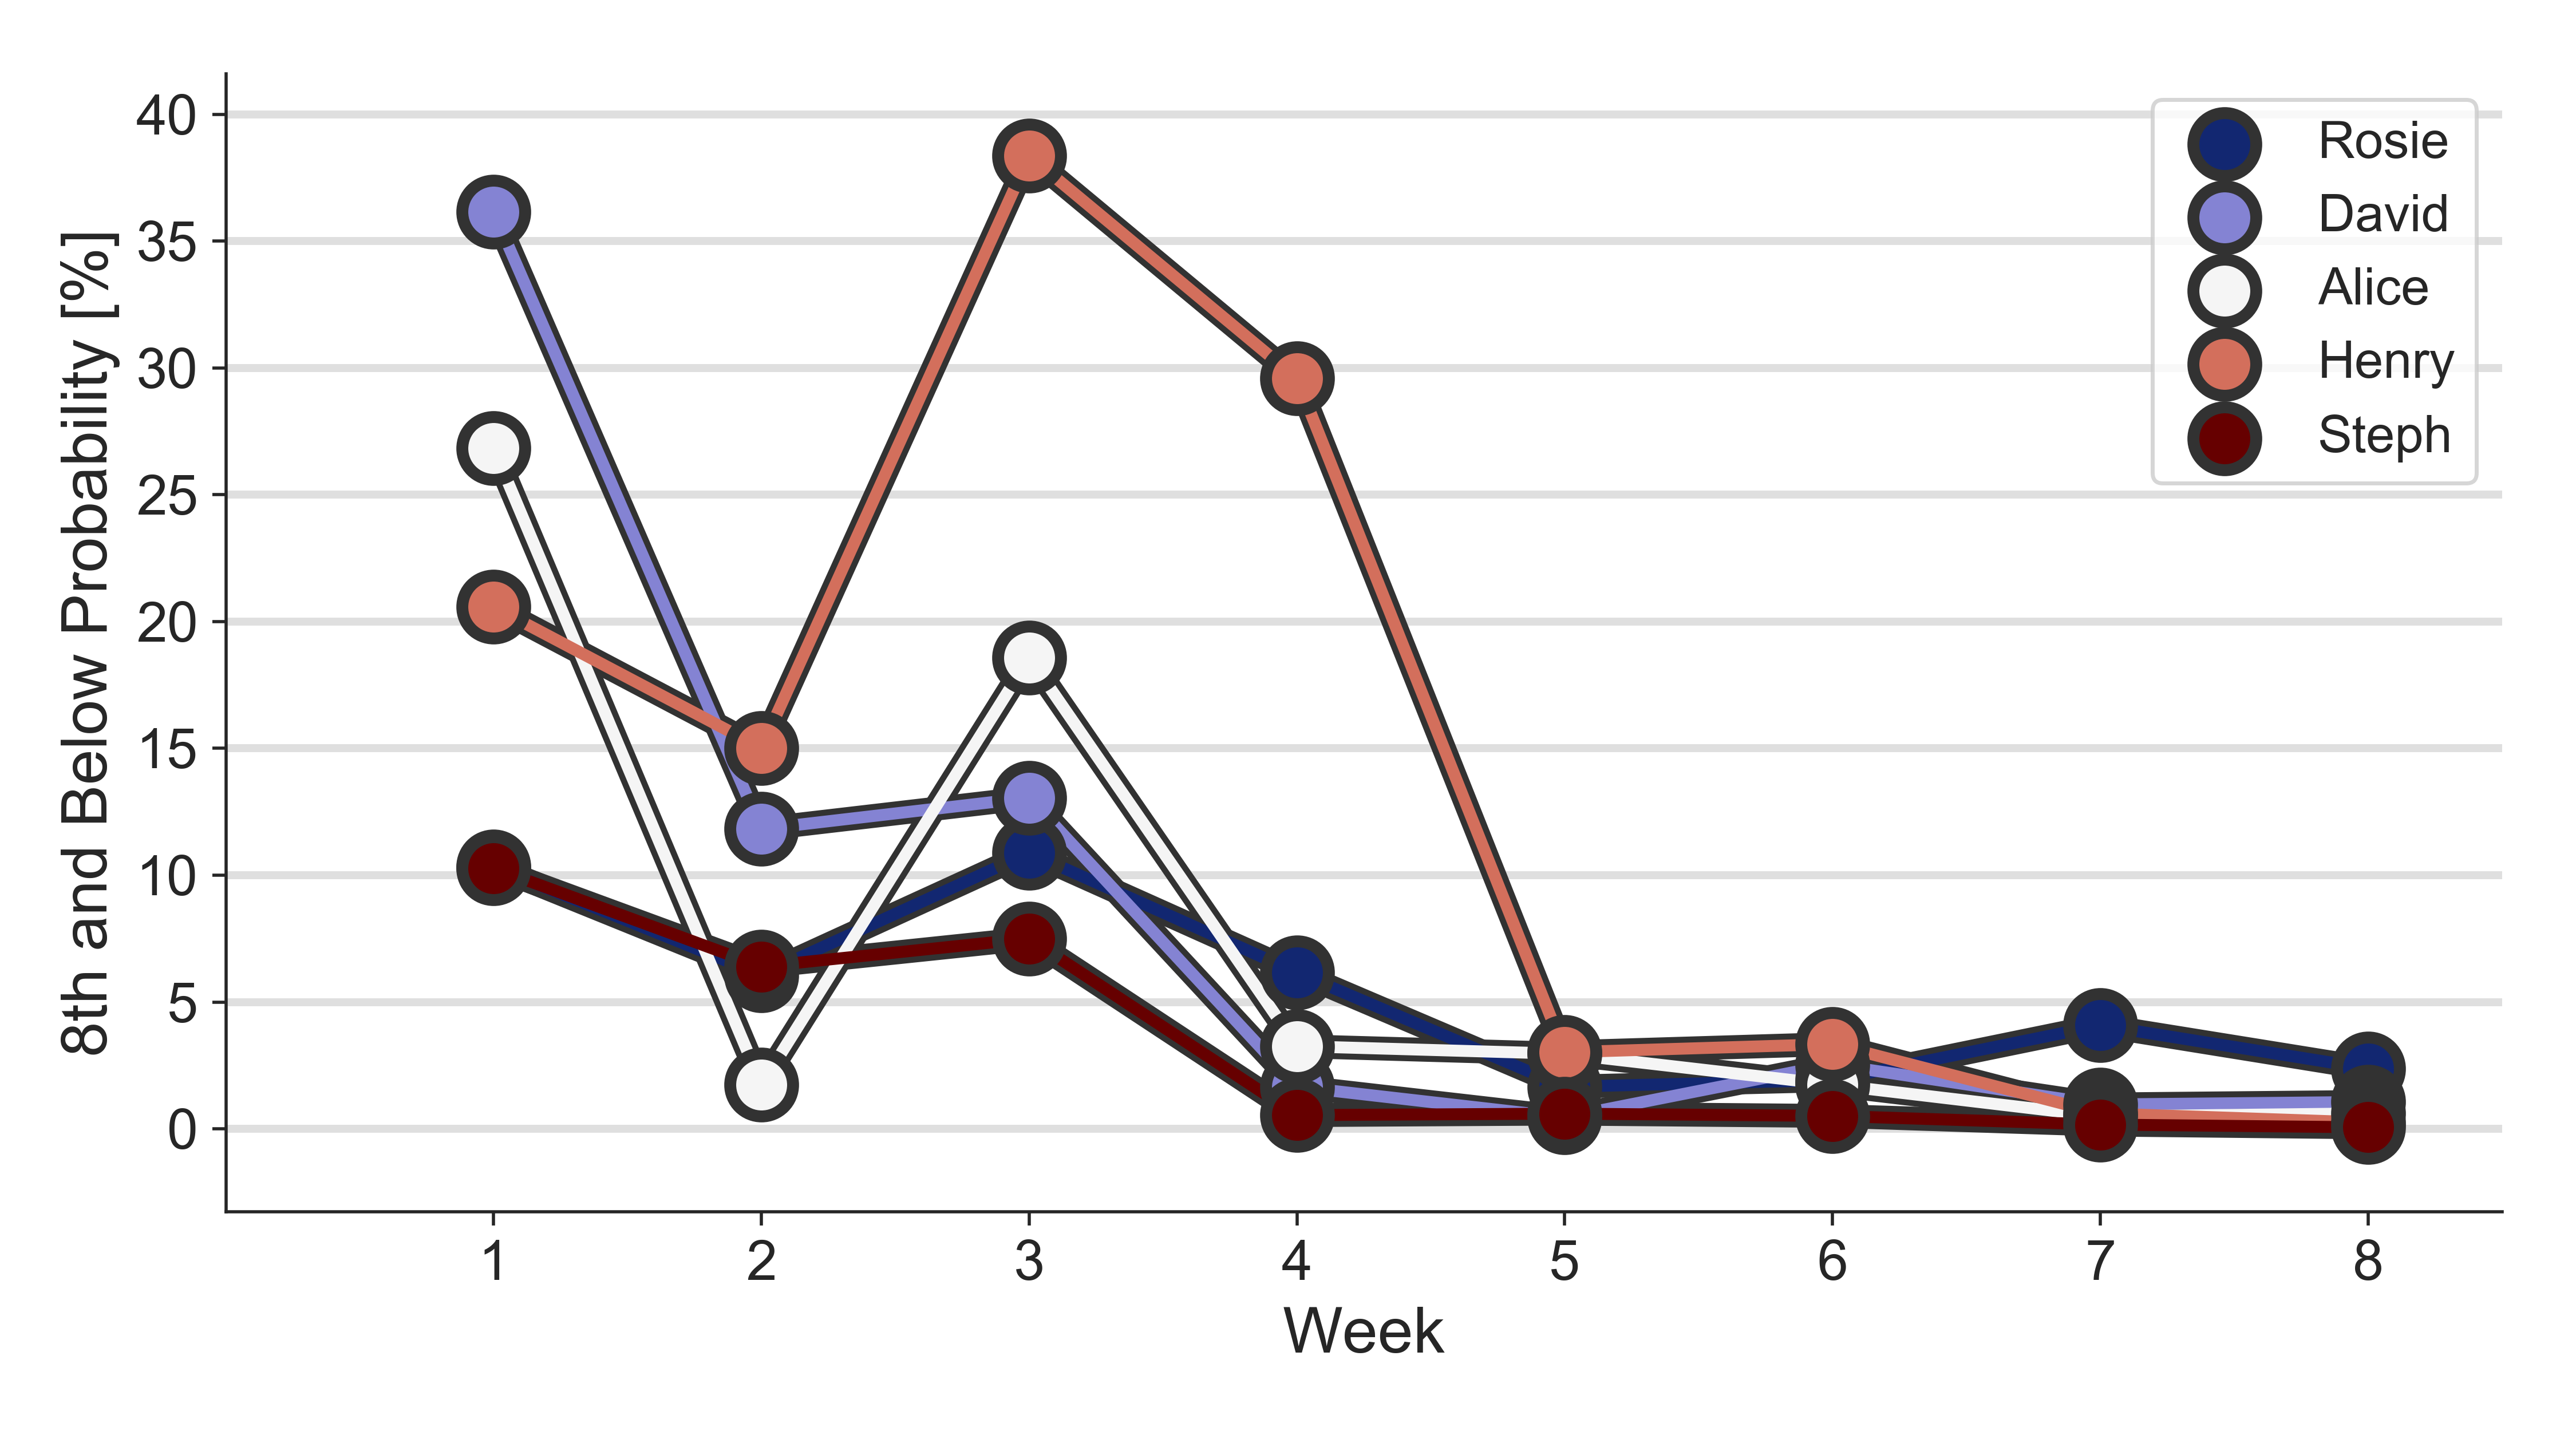 8th and Below Probability [%]
40
35
30
25
20
15
10
5
0
Rosie
David
Alice
Henry
Steph
1 2 3 4 5 6 7 8
Week